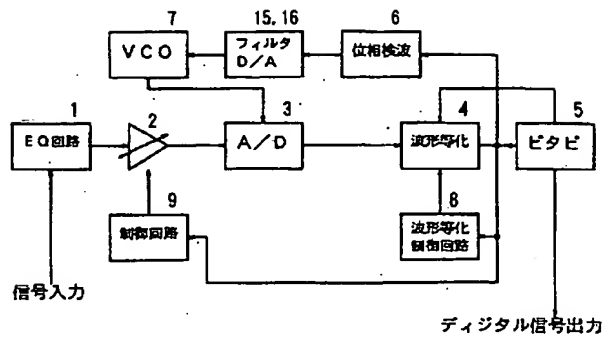 7
VCO
15,16
フィルタ
D/A
6
位相検波
1
EQ回路
2
3
A/D
4
波形等化
5
ビタビ
9
制御回路
8
波形等化
制御回路
信号入力
ディジタル信号出力